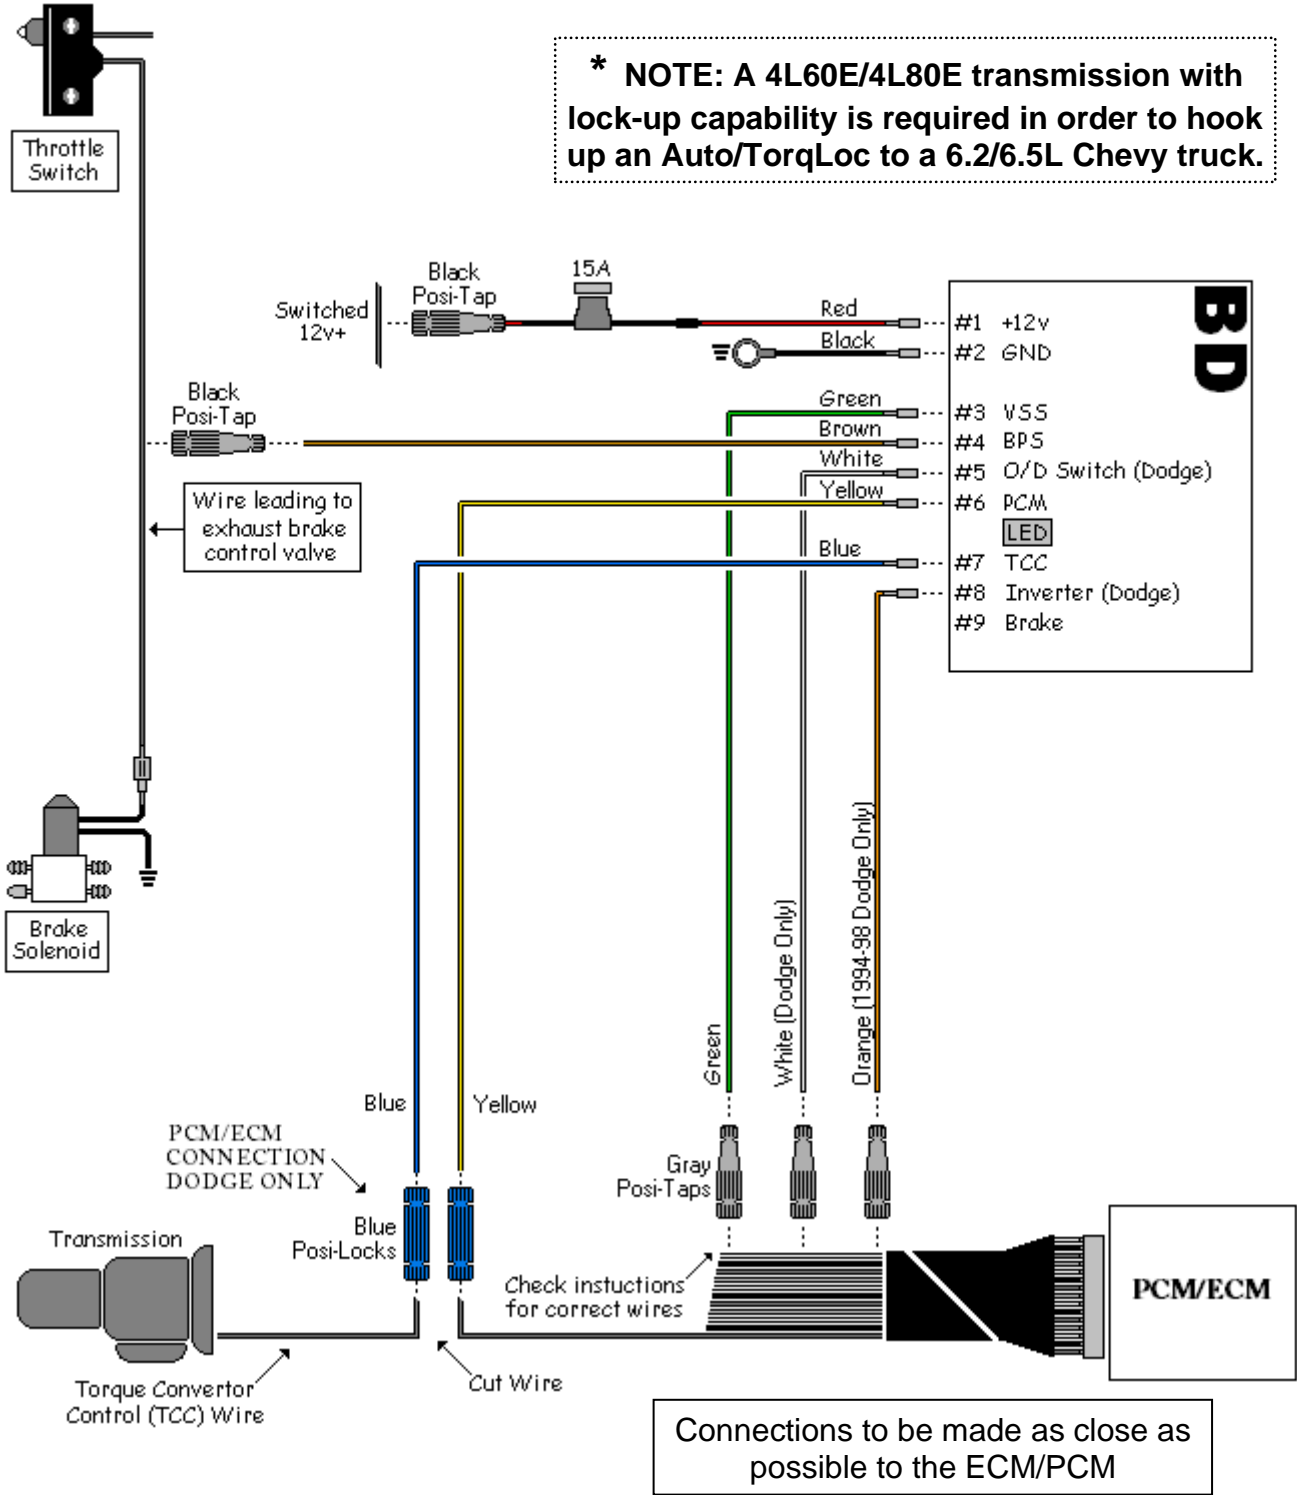 * NOTE: A 4L60E/4L80E transmission with
lock-up capability is required in order to hook
up an Auto/TorqLoc to a 6.2/6.5L Chevy truck.
Throttle
Switch
Black
Posi-Tap
15A
Switched
12v+
Red
Black
#1 +12v
#2 GND
BD
Black
Posi-Tap
Green
Brown
White
Yellow
Blue
#3 VSS
#4 BPS
#5 O/D Switch (Dodge)
#6 PCM
LED
#7 TCC
#8 Inverter (Dodge)
#9 Brake
Wire leading to
exhaust brake
control valve
Brake
Solenoid
Green
White (Dodge Only)
Orange (1994-98 Dodge Only)
Blue
Yellow
PCM/ECM
CONNECTION
DODGE ONLY
Blue
Posi-Locks
Gray
Posi-Taps
Transmission
Check instuctions
for correct wires
PCM/ECM
Torque Convertor
Control (TCC) Wire
Cut Wire
Connections to be made as close as
possible to the ECM/PCM